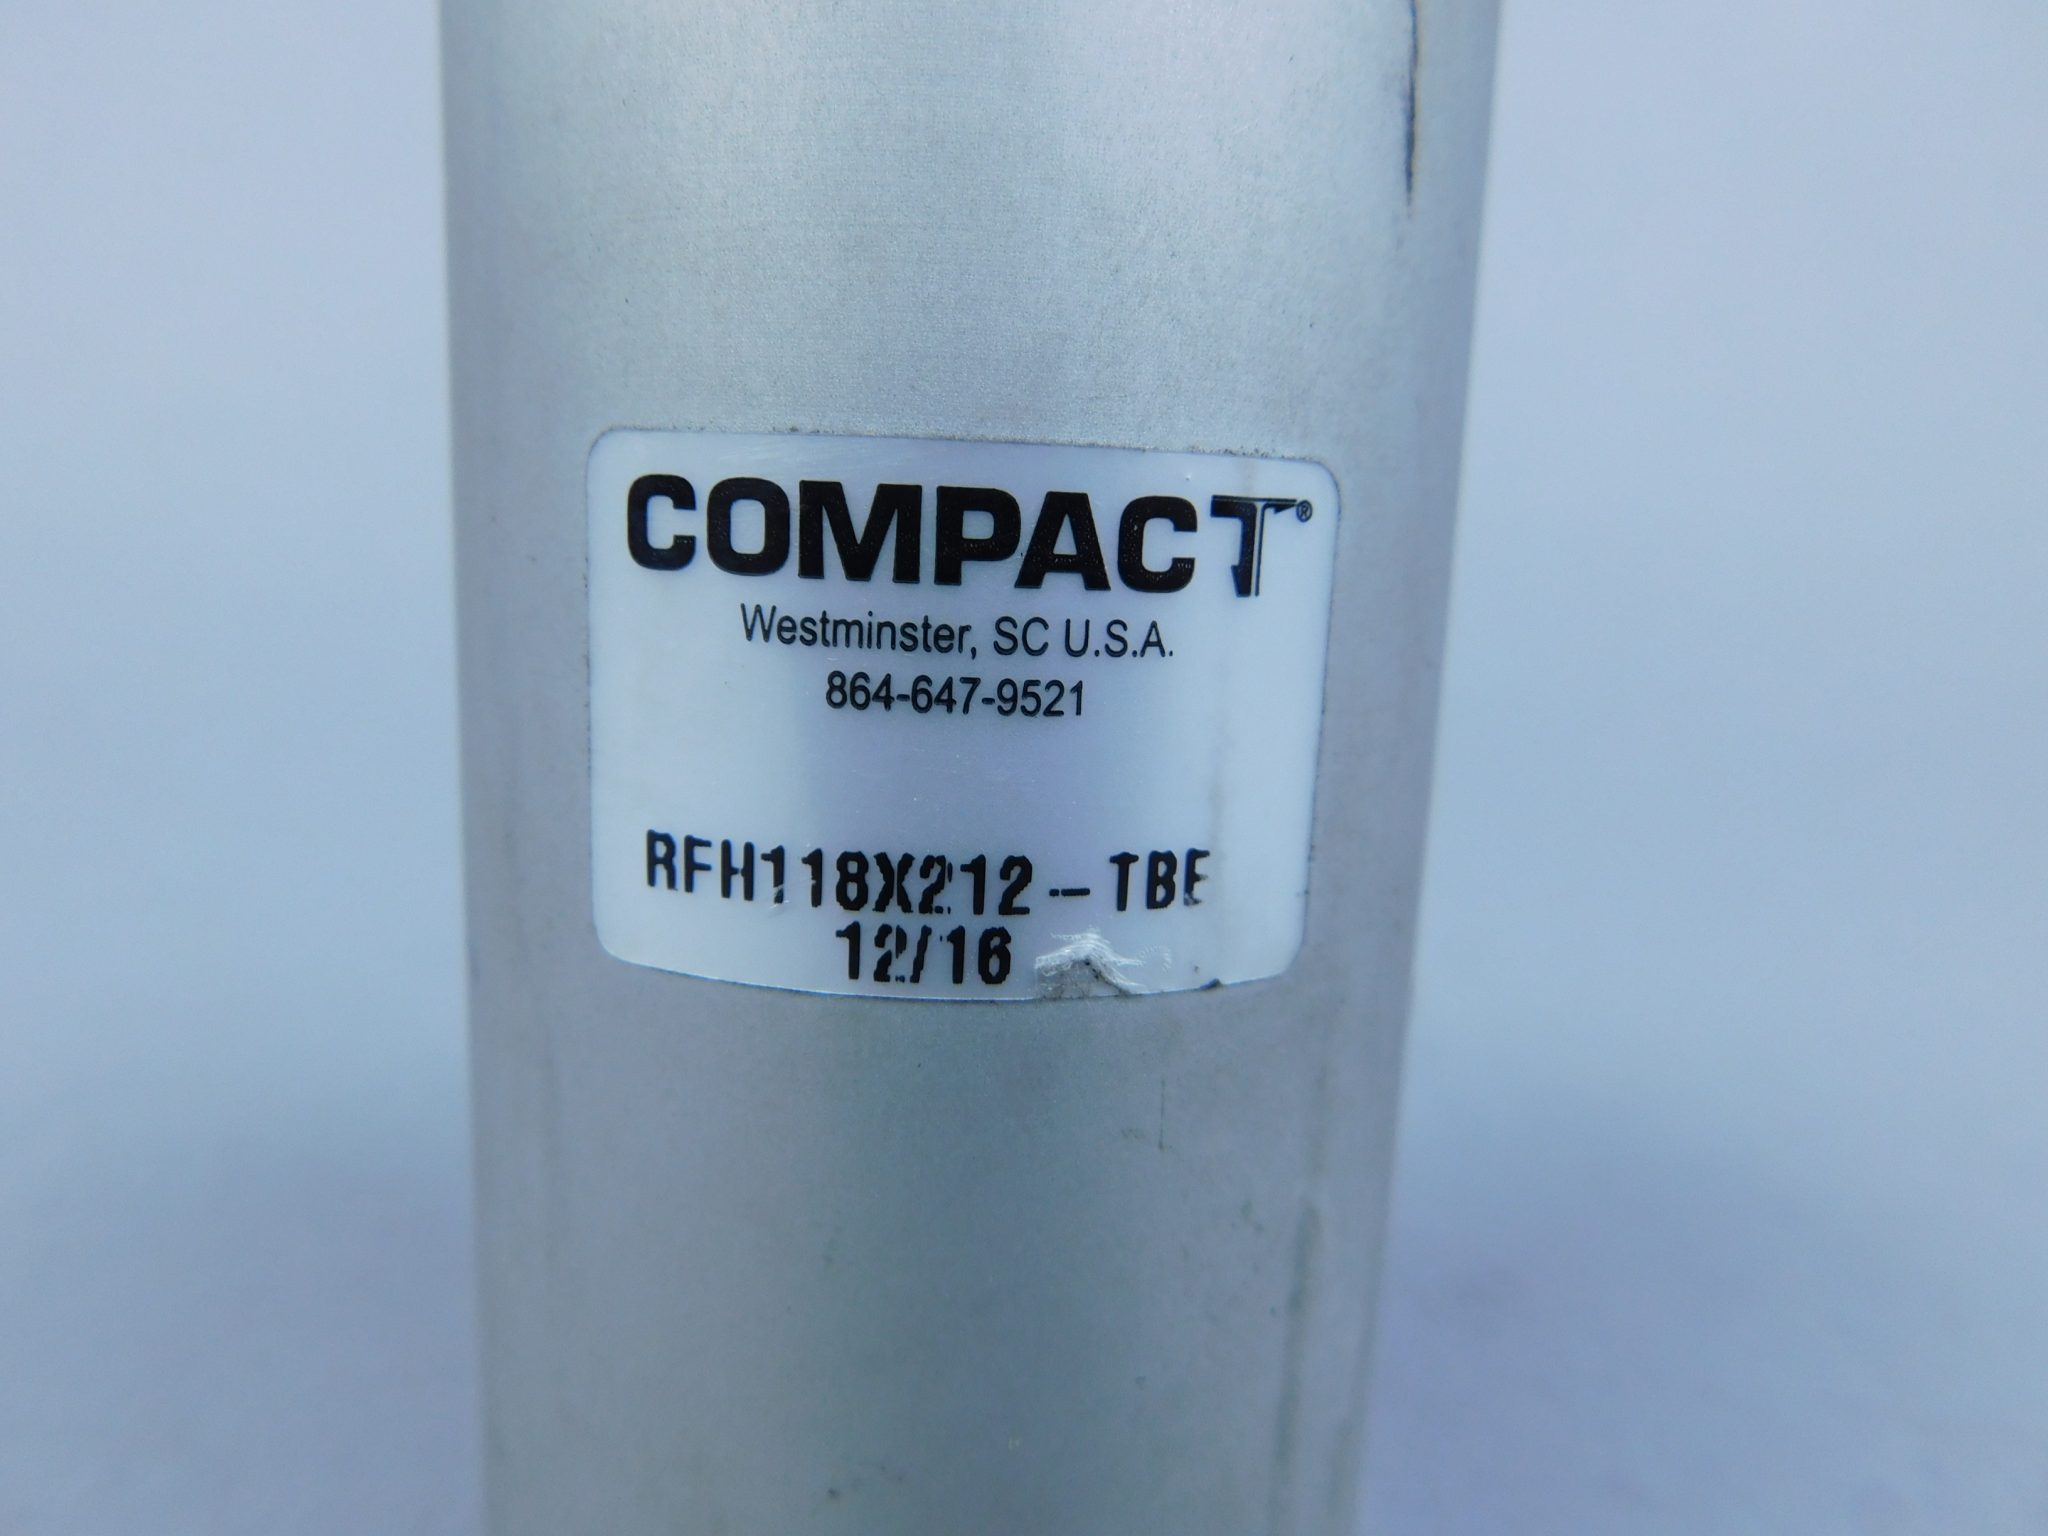 COMPACT®
Westminster, SC U.S.A.
864-647-9521
RFH118X212-TBE
12/16